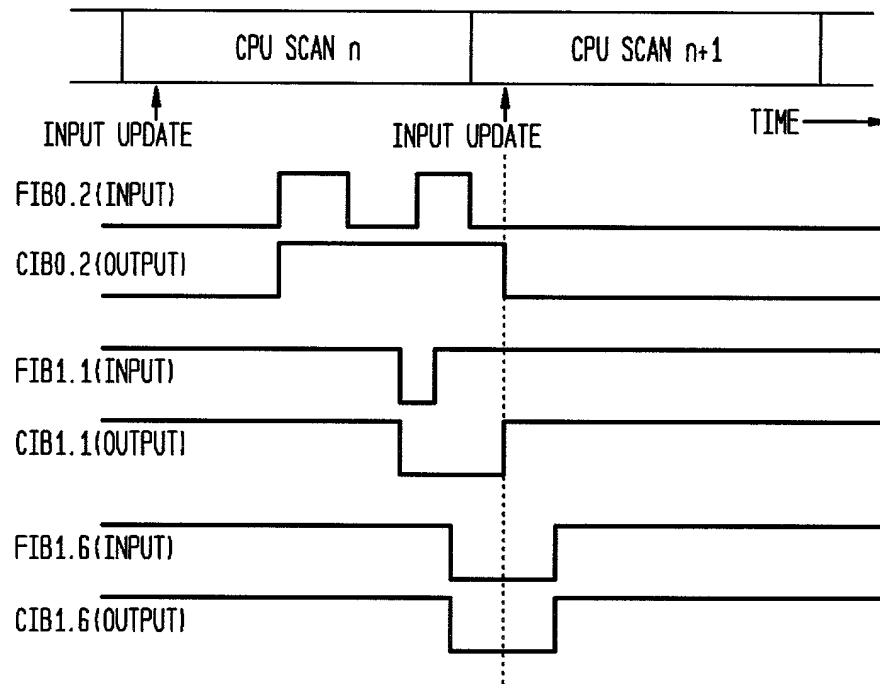 CPU SCAN n
CPU SCAN n+1
INPUT UPDATE
INPUT UPDATE
TIME
FIB0.2(INPUT)
CIB0.2(OUTPUT)
FIB1.1(INPUT)
CIB1.1(OUTPUT)
FIB1.6(INPUT)
CIB1.6(OUTPUT)